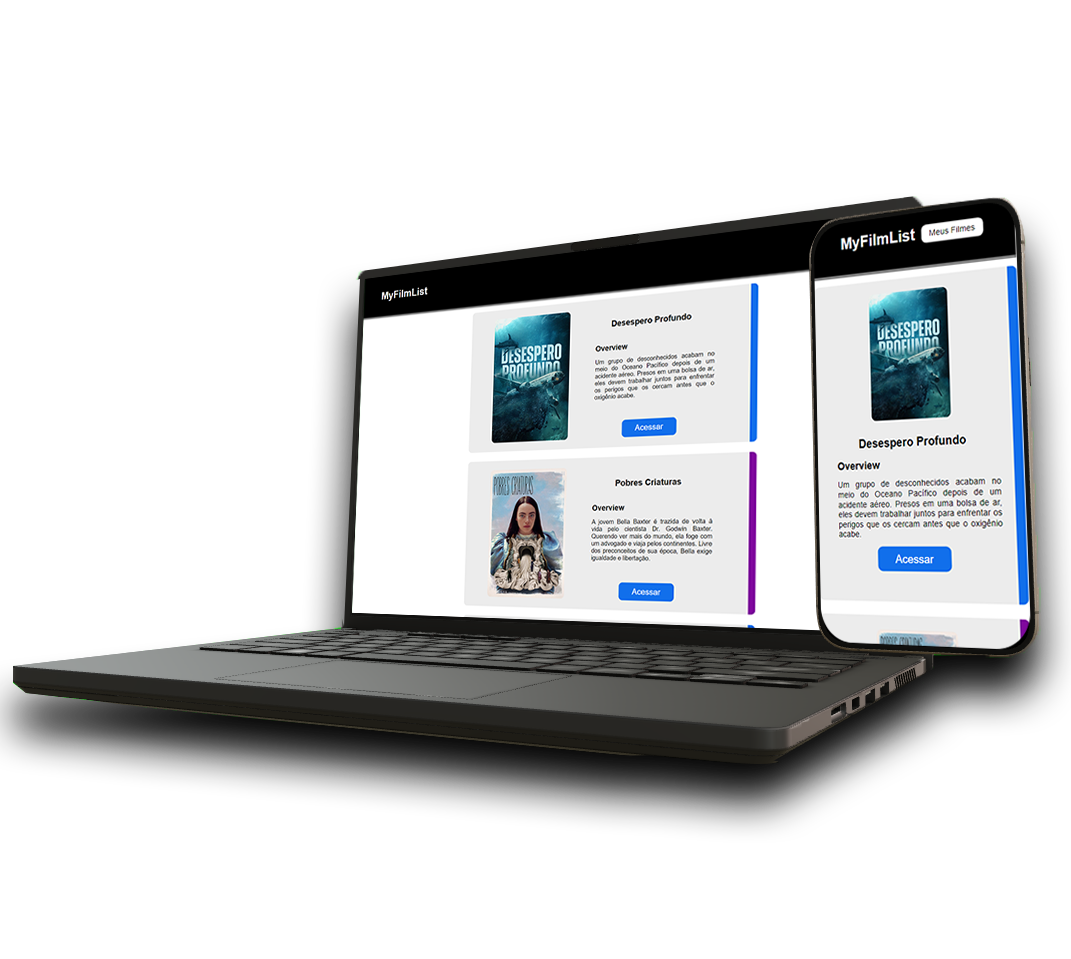 MyFilmList
DESESPERO
PROFUNDO
Desespero Profundo
Overview
Um grupo de desconhecidos acabam no
meio do Oceano Pacífico depois de um
acidente aéreo. Presos em uma bolsa de ar,
eles devem trabalhar juntos para enfrentar
os perigos que os cercam antes que o
oxigênio acabe.
Acessar
POBRES CRIATURAS
Pobres Criaturas
Overview
A jovem Bella Baxter é trazida de volta à
vida pelo cientista Dr. Godwin Baxter.
Querendo ver mais do mundo, ela foge com
um advogado e viaja pelos continentes. Livre
dos preconceitos de sua época, Bella exige
igualdade e libertação.
Acessar
MyFilmList
Meus Filmes
DESESPERO
PROFUNDO
Desespero Profundo
Overview
Um grupo de desconhecidos acabam no
meio do Oceano Pacífico depois de um
acidente aéreo. Presos em uma bolsa de ar,
eles devem trabalhar juntos para enfrentar os
perigos que os cercam antes que o oxigênio
acabe.
Acessar
POBRES CRIATURAS